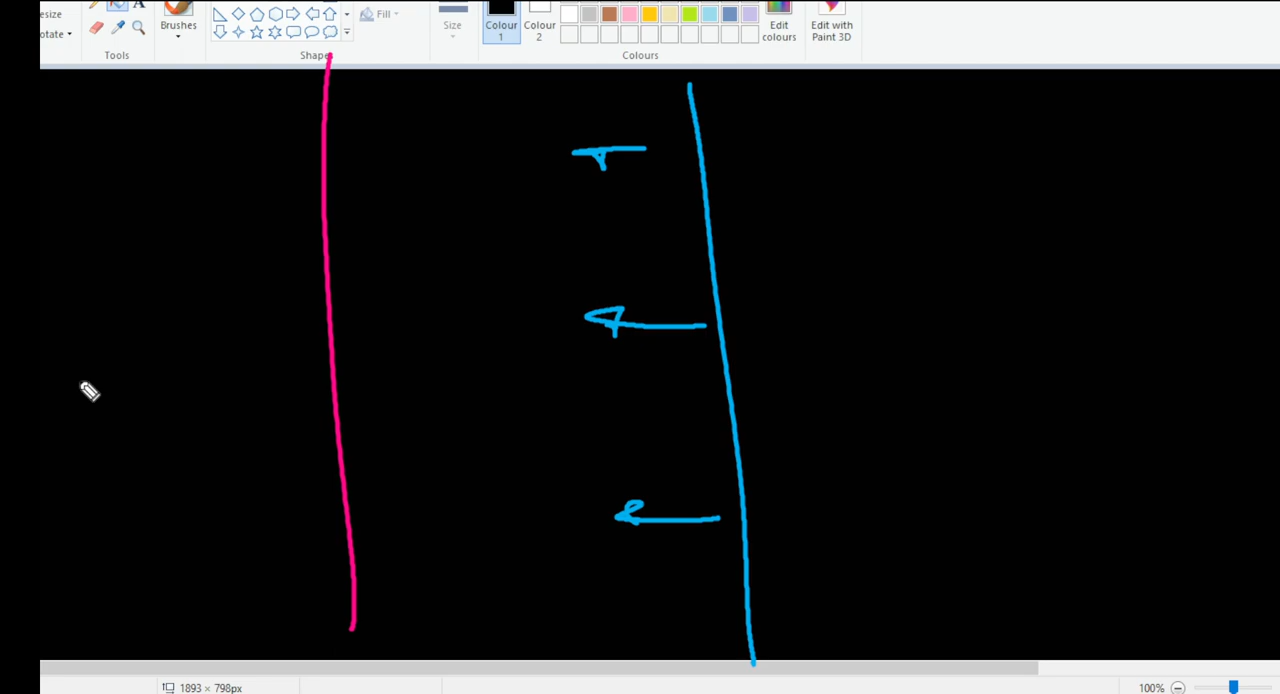 esize
otate
A
Brushes
Fill
Size
Colour
1
Colour
2
Edit
colours
Edit with
Paint 3D
Tools
Shape
Colours
1893 × 798px
100%